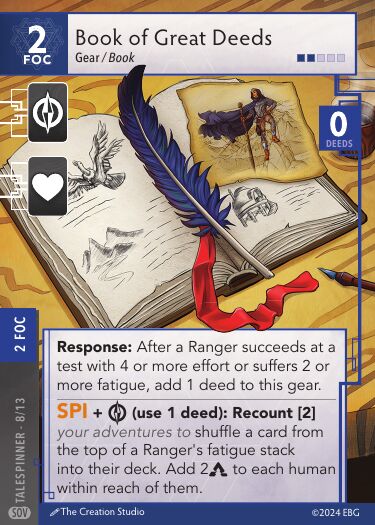 2
FOC
Book of Great Deeds
Gear / Book
0
DEEDS
2 FOC
Response: After a Ranger succeeds at a
test with 4 or more effort or suffers 2 or
more fatigue, add 1 deed to this gear.
SPI + (use 1 deed): Recount [2]
your adventures to shuffle a card from
the top of a Ranger's fatigue stack
into their deck. Add 2 to each human
within reach of them.
TALESPINNER - 8/13
SOV
The Creation Studio
©2024 EBG